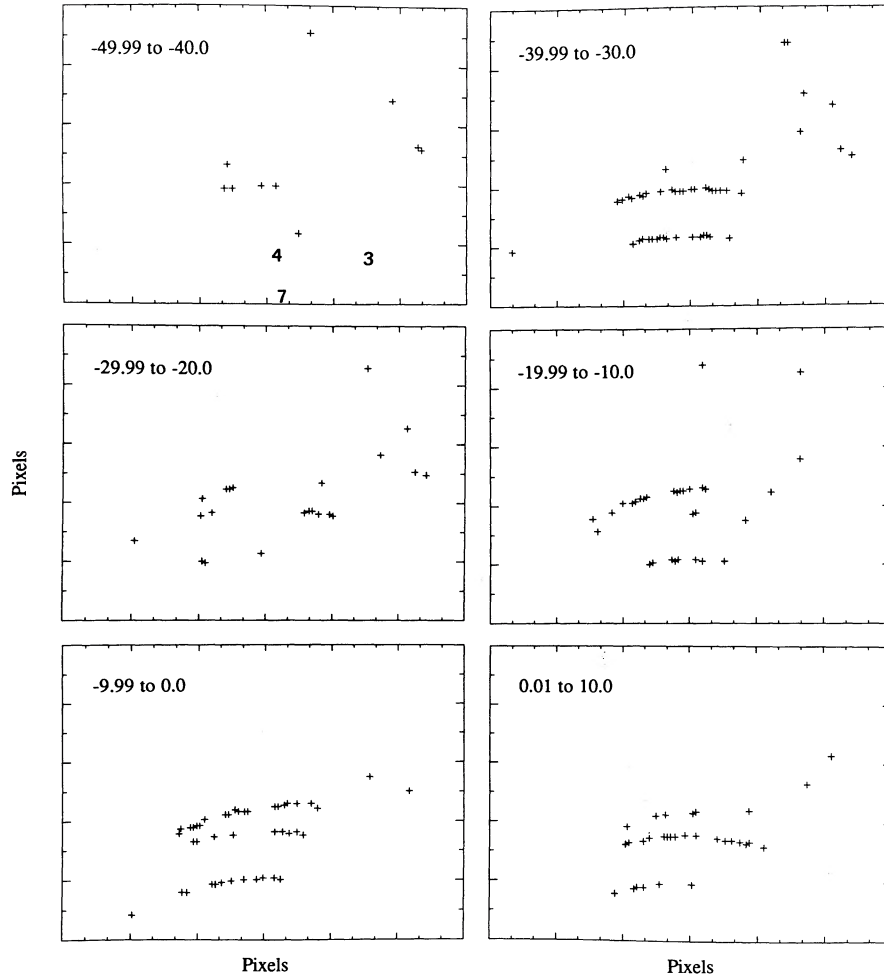 -49.99 to -40.0
4
3
7
-39.99 to -30.0
-29.99 to -20.0
-19.99 to -10.0
Pixels
-9.99 to 0.0
0.01 to 10.0
Pixels
Pixels